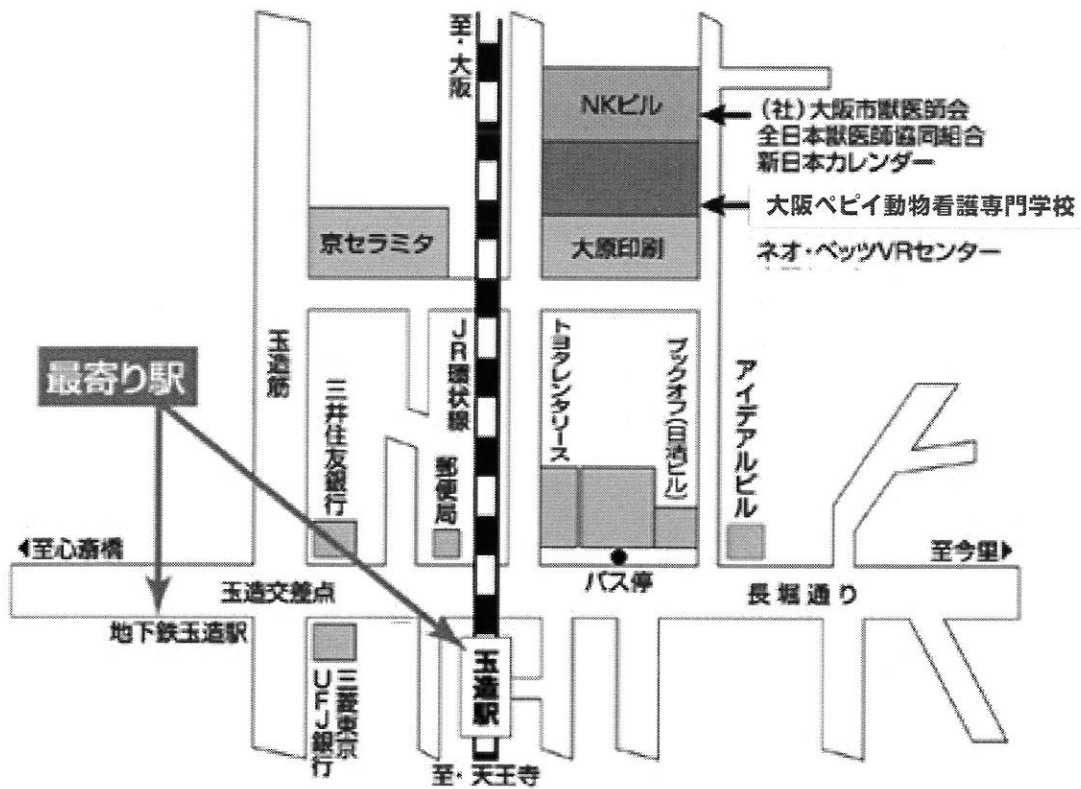 至・大阪
NKビル
(社)大阪市獣医師会
全日本獣医師協同組合
新日本カレンダー
大阪ペピイ動物看護専門学校
京セラミタ
大原印刷
ネオ・ベッツVRセンター
玉造筋
JR環状線
トヨタレンタリース
ブックオフ(日清ビル)
アイデアルビル
最寄り駅
三井住友銀行
郵便局
◀至心斎橋
至今里▶
バス停
玉造交差点
長堀通り
地下鉄玉造駅
玉造駅
三菱東京
UFJ銀行
至・天王寺